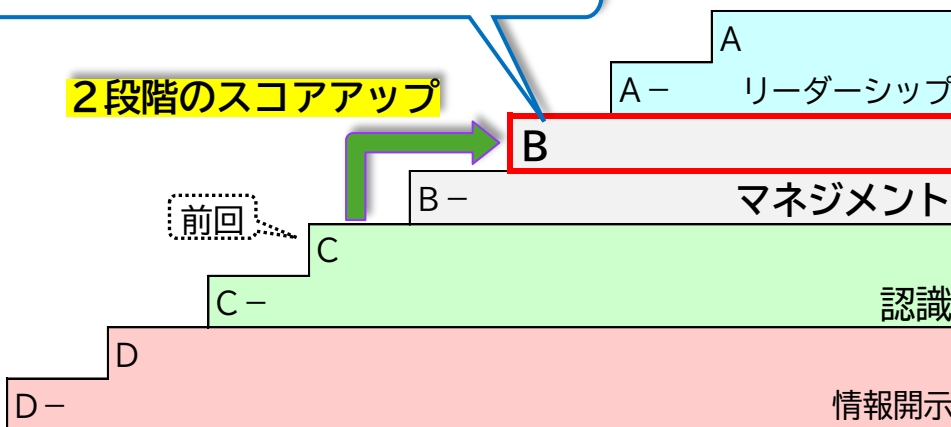 A
２段階のスコアアップ
A－ リーダーシップ
B
B－ マネジメント
前回
C
C－ 認識
D
D－ 情報開示